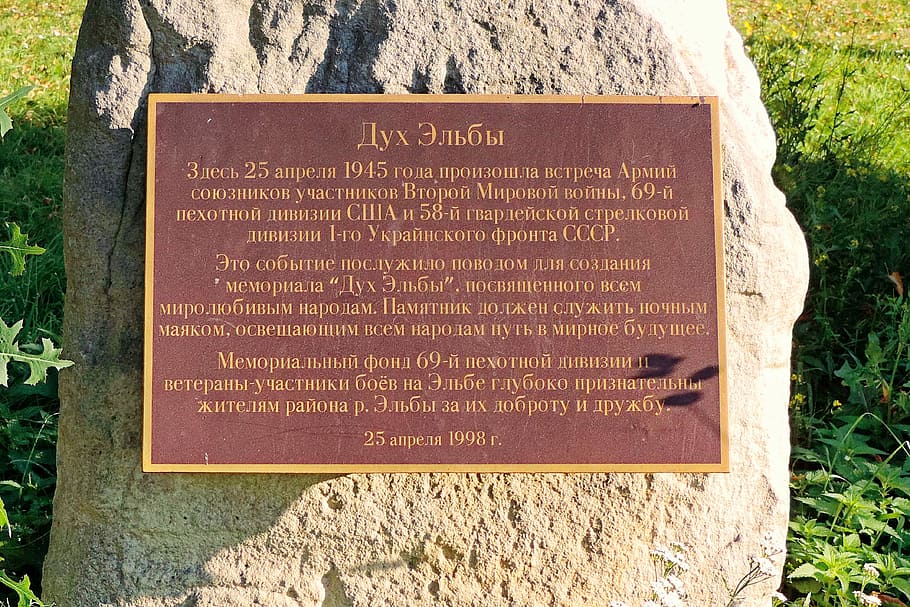 Дух Эльбы
Здесь 25 апреля 1945 года произошла встреча Армий
союзников участников Второй Мировой войны, 69-й
пехотной дивизии США и 58-й гвардейской стрелковой
дивизии 1-го Украйнского фронта СССР.
Это событие послужило поводом для создания
мемориала "Дух Эльбы", посвященного всем
миролюбивым народам. Памятник должен служить ночным
маяком, освещающим всем народам путь в мирное будущее.
Мемориальный фонд 69-й пехотной дивизии и
ветераны-участники боёв на Эльбе глубоко признательны
жителям района р. Эльбы за их доброту и дружбу.
25 апреля 1998 г.